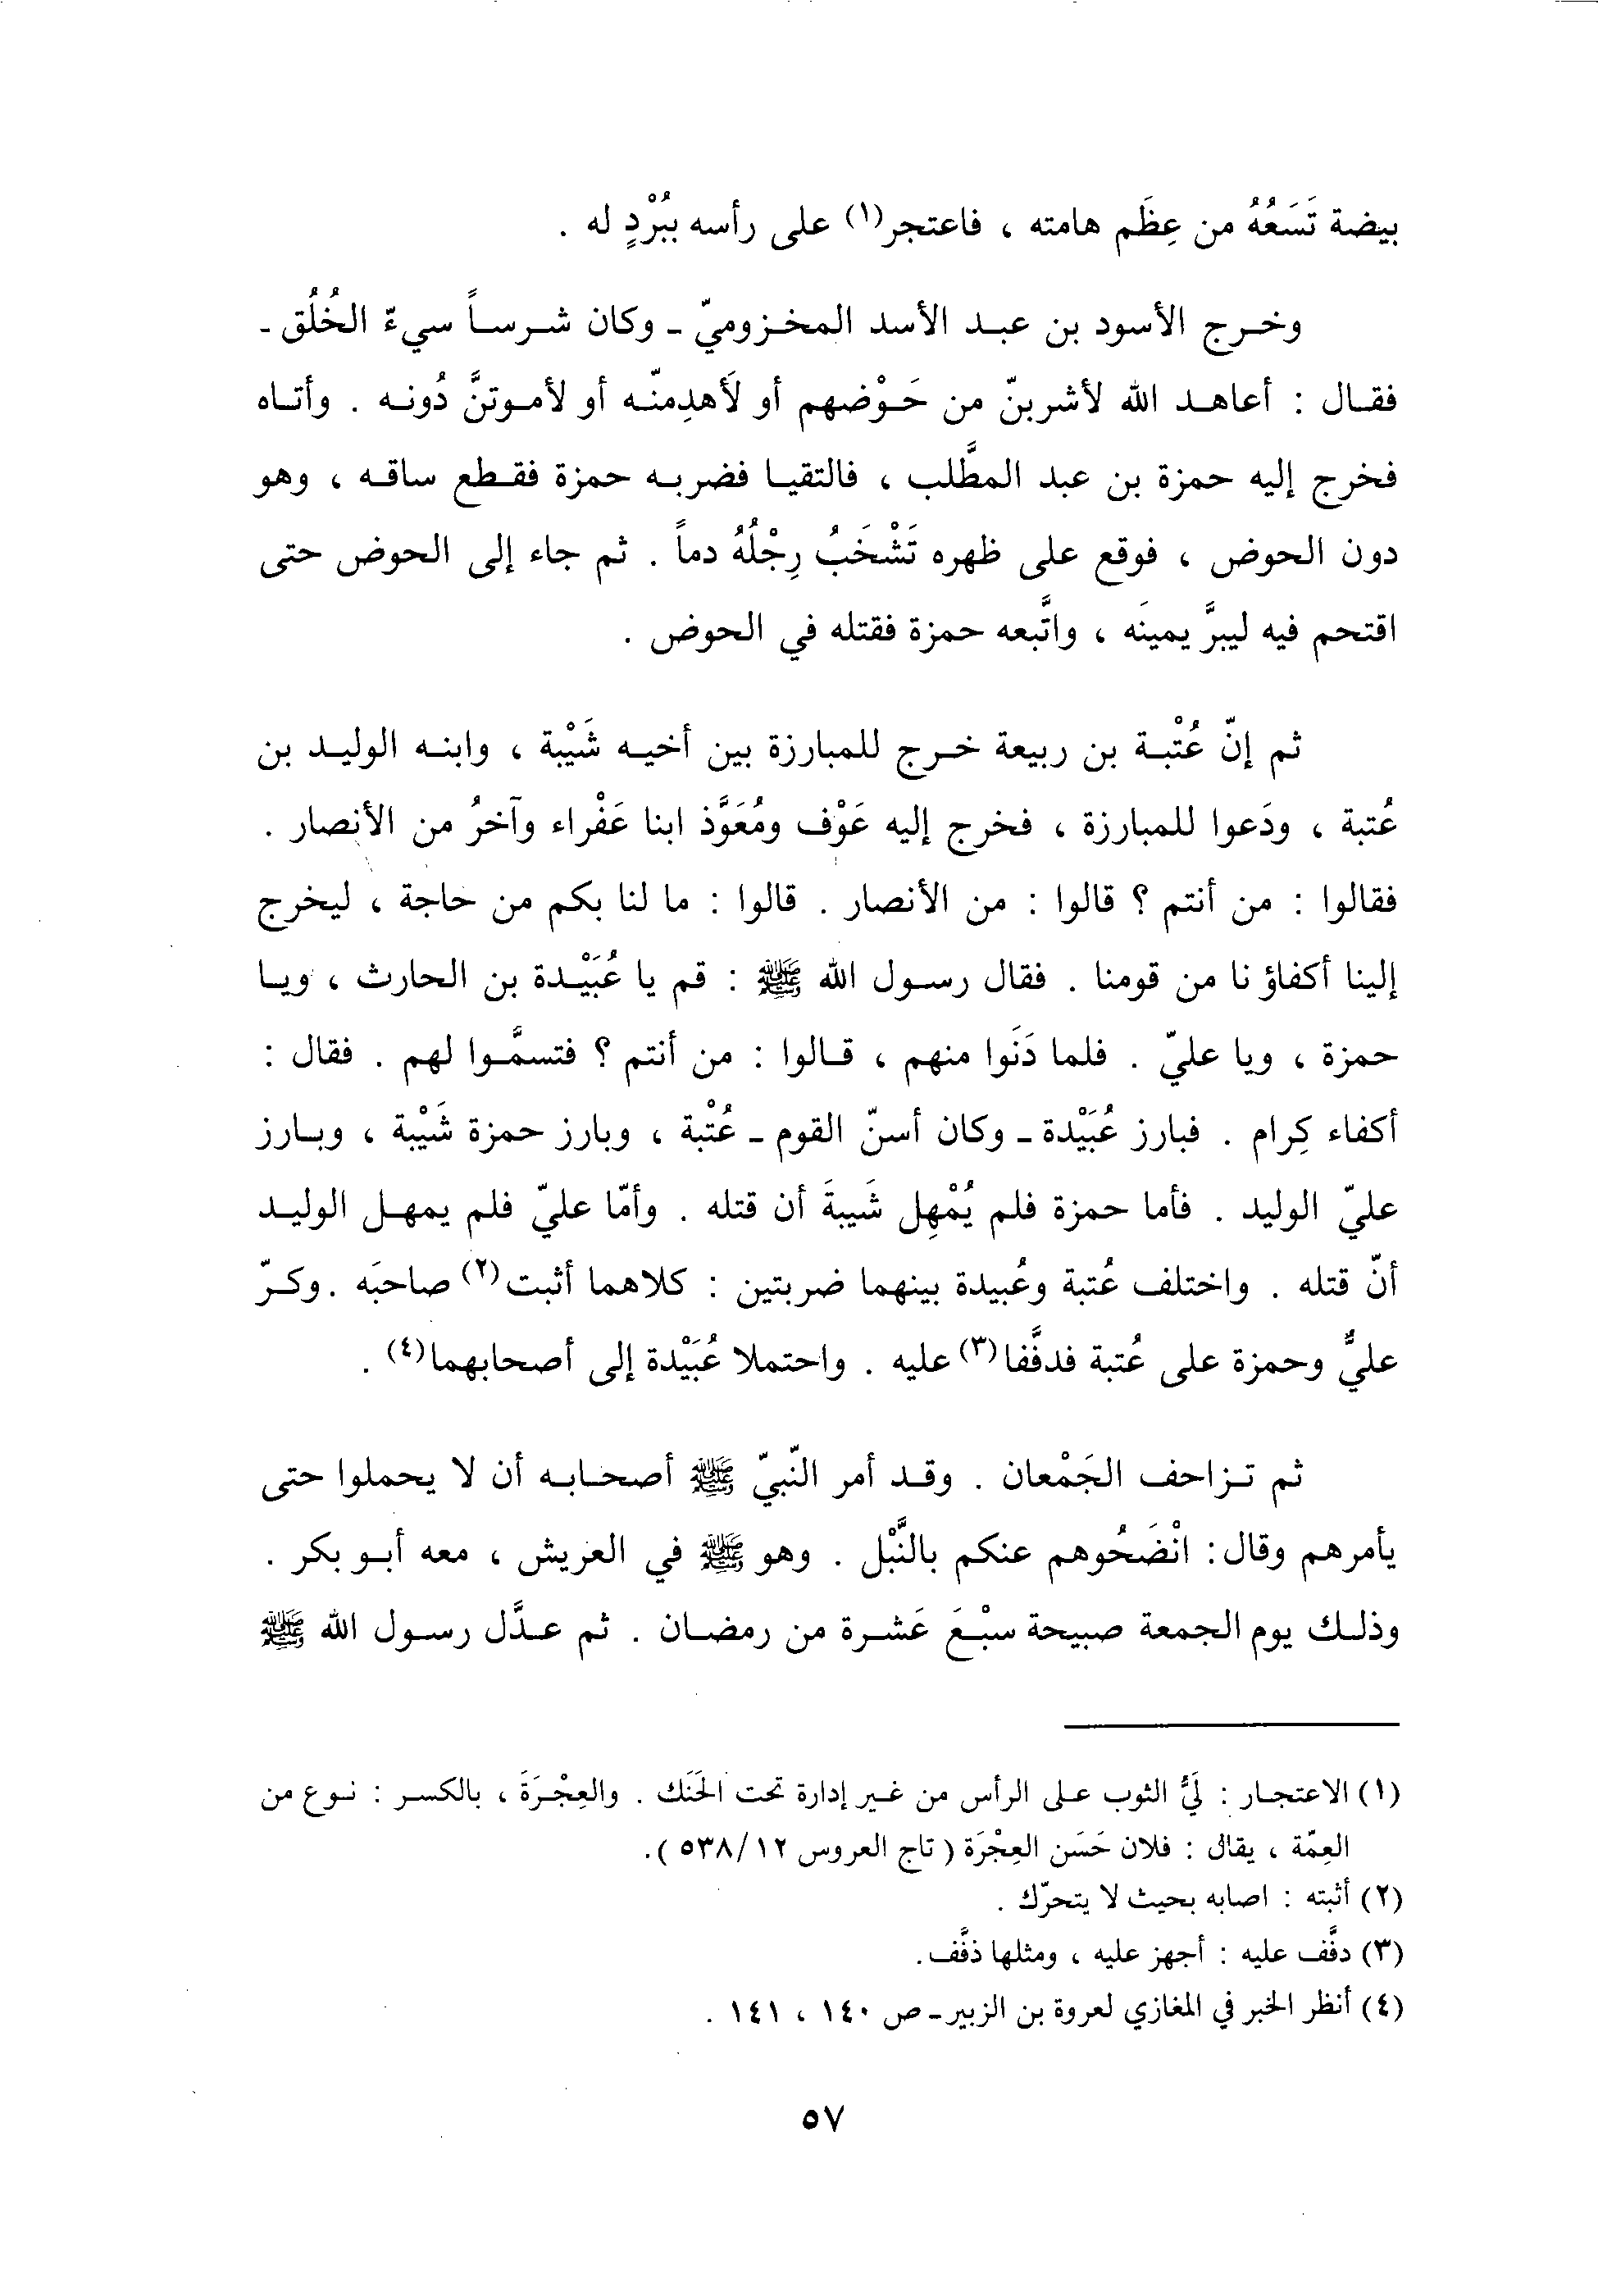 بيضة تَسَعُهُ من عِظَم هامته ، فاعتجر(١) على رأسه بِبُرْدٍ له .
وخرج الأسود بن عبد الأسد المخزوميّ - وكان شرساً سيءّ الخُلُق -
فقال : أعاهد الله لأشربنّ من حَوْضهم أو لَأهدِمنّه أو لأموتنَّ دُونه . وأتاه
فخرج إليه حمزة بن عبد المطَّلب ، فالتقيا فضربه حمزة فقطع ساقه ، وهو
دون الحوض ، فوقع على ظهره تَشْخَبُ رِجْلُهُ دماً . ثم جاء إلى الحوض حتى
اقتحم فيه ليبرَّ يمينَه ، واتَّبعه حمزة فقتله في الحوض .
ثم إنّ عُتْبة بن ربيعة خرج للمبارزة بين أخيه شَيْبة ، وابنه الوليد بن
عُتبة ، ودَعوا للمبارزة ، فخرج إليه عَوْف ومُعَوَّذ ابنا عَفْراء وآخرُ من الأنصار .
فقالوا : من أنتم ؟ قالوا : من الأنصار . قالوا : ما لنا بكم من حاجة ، ليخرج
إلينا أكفاؤنا من قومنا . فقال رسول الله ﷺ : قم يا عُبَيْدة بن الحارث ، ويا
حمزة ، ويا عليّ . فلما دَنَوا منهم ، قالوا : من أنتم ؟ فتسمَّوا لهم . فقال :
أكفاء كِرام . فبارز عُبَيْدة - وكان أسنّ القوم - عُتْبة ، وبارز حمزة شَيْبة ، وبارز
عليّ الوليد . فأما حمزة فلم يُمْهِل شَيبةَ أن قتله . وأمّا عليّ فلم يمهل الوليد
أنّ قتله . واختلف عُتبة وعُبيدة بينهما ضربتين : كلاهما أثبت(٢) صاحبَه . وكرّ
عليٌّ وحمزة على عُتبة فدفَّفا(٣) عليه . واحتملا عُبَيْدة إلى أصحابهما(٤) .
ثم تزاحف الجَمْعان . وقد أمر النّبيّ ﷺ أصحابه أن لا يحملوا حتى
يأمرهم وقال : انْضَحُوهم عنكم بالنَّبْل . وهو ﷺ في العريش ، معه أبو بكر .
وذلك يوم الجمعة صبيحة سبْعَ عَشرة من رمضان . ثم عدَّل رسول الله ﷺ
(١) الاعتجار : لَيُّ الثوب على الرأس من غير إدارة تحت الحَنَك . والعِجْرَةَ ، بالكسر : نوع من
العِمّة ، يقال : فلان حَسَن العِجْرَة ( تاج العروس ١٢/٥٣٨ ) .
(٢) أثبته : اصابه بحيث لا يتحرّك .
(٣) دفَّف عليه : أجهز عليه ، ومثلها ذفَّف .
(٤) أنظر الخبر في المغازي لعروة بن الزبير - ص ١٤٠ ، ١٤١ .
٥٧